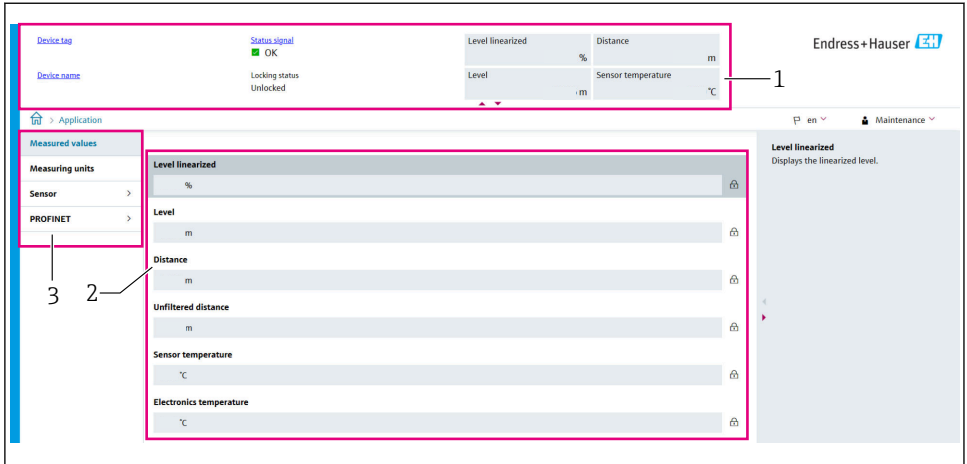 Device tag
Status signal
OK
Level linearized
%
Distance
m
Endress+Hauser EH
Device name
Locking status
Unlocked
Level
m
Sensor temperature
°C
1
> Application
en
Maintenance
Measured values
Measuring units
Sensor >
PROFINET >
3
2
Level linearized
%
Level
m
Distance
m
Unfiltered distance
m
Sensor temperature
°C
Electronics temperature
°C
Level linearized
Displays the linearized level.